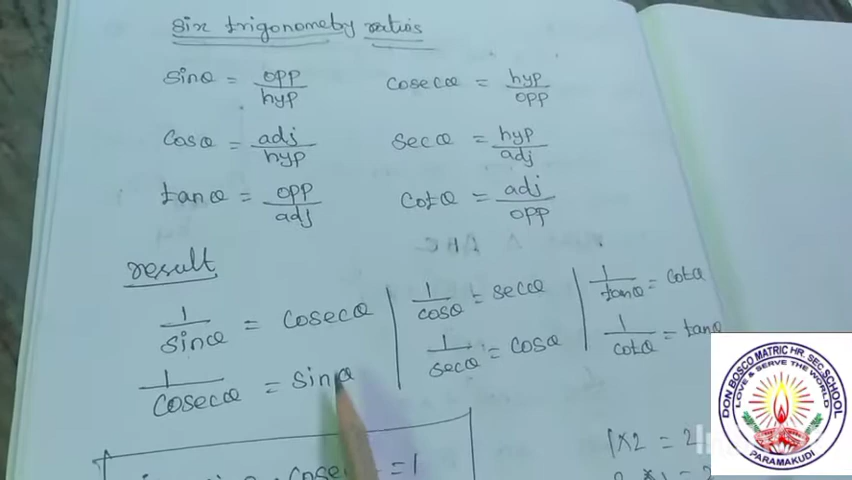 six trigonometry ratios
sinθ = opp/hyp cosecθ = hyp/opp
cosθ = adj/hyp secθ = hyp/adj
tanθ = opp/adj cotθ = adj/opp
result
1/sinθ = cosecθ | 1/cosθ = secθ | 1/tanθ = cotθ
1/cosecθ = sinθ | 1/secθ = cosθ | 1/cotθ = tanθ
= 1
1×2 = 2
DON BOSCO MATRIC HR. SEC SCHOOL
LOVE & SERVE THE WORLD
PARAMAKUDI